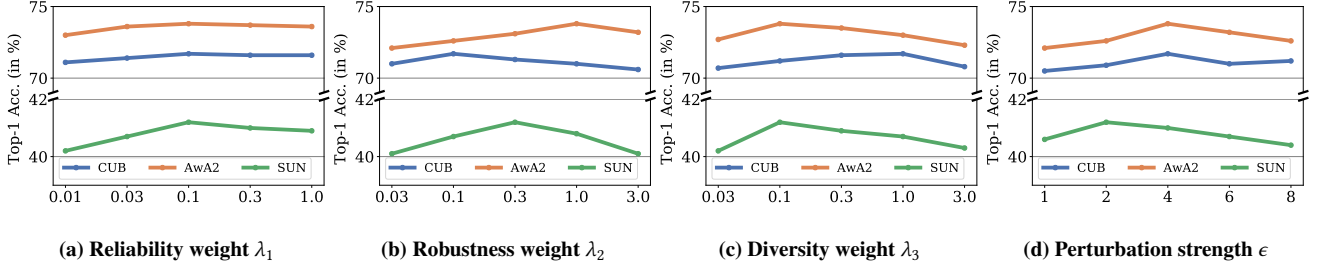 Top-1 Acc. (in %)
75
70
42
40
CUB AwA2 SUN
0.01 0.03 0.1 0.3 1.0
(a) Reliability weight λ1
Top-1 Acc. (in %)
75
70
42
40
CUB AwA2 SUN
0.03 0.1 0.3 1.0 3.0
(b) Robustness weight λ2
Top-1 Acc. (in %)
75
70
42
40
CUB AwA2 SUN
0.03 0.1 0.3 1.0 3.0
(c) Diversity weight λ3
Top-1 Acc. (in %)
75
70
42
40
CUB AwA2 SUN
1 2 4 6 8
(d) Perturbation strength ϵ